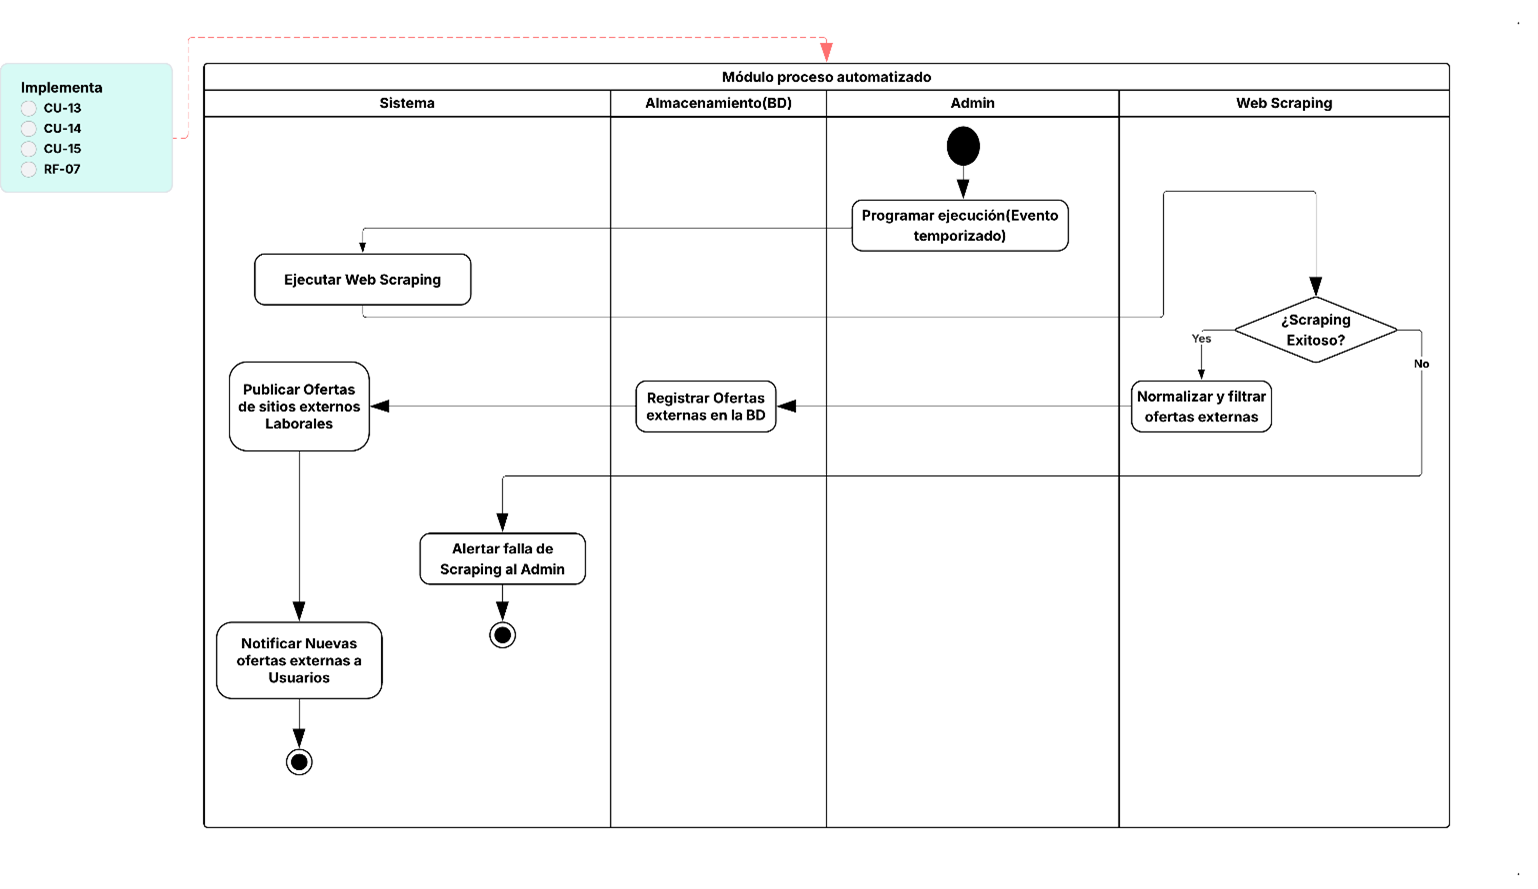 Implementa
CU-13
CU-14
CU-15
RF-07
Módulo proceso automatizado
Sistema
Almacenamiento(BD)
Admin
Web Scraping
Programar ejecución(Evento
temporizado)
Ejecutar Web Scraping
¿Scraping
Exitoso?
Yes
No
Normalizar y filtrar
ofertas externas
Registrar Ofertas
externas en la BD
Publicar Ofertas
de sitios externos
Laborales
Alertar falla de
Scraping al Admin
Notificar Nuevas
ofertas externas a
Usuarios